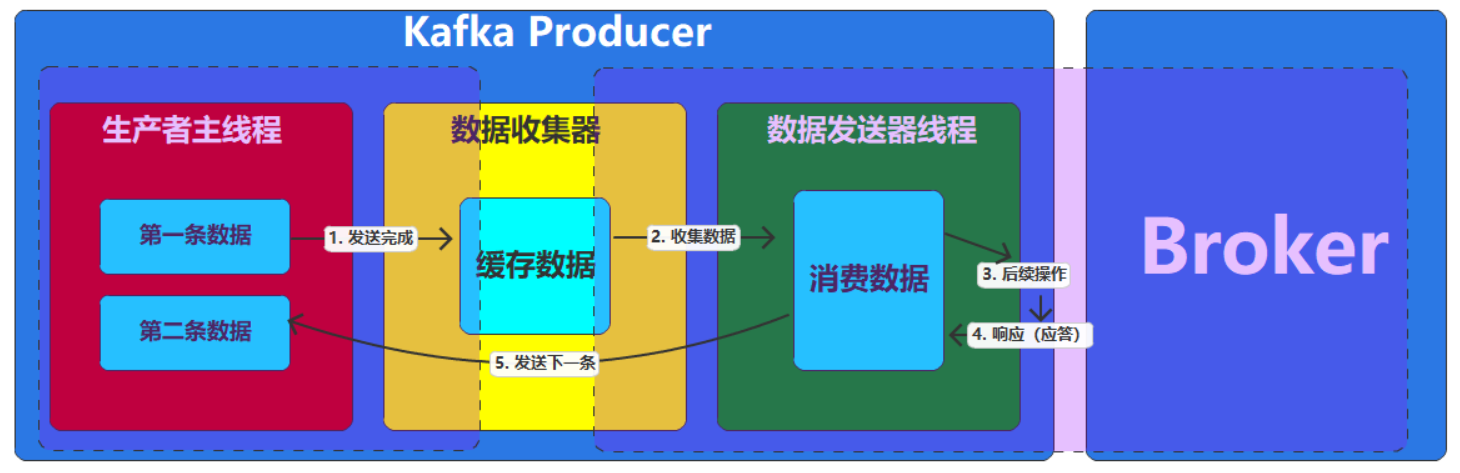 Kafka Producer
生产者主线程
数据收集器
数据发送器线程
第一条数据
1. 发送完成
缓存数据
2. 收集数据
消费数据
3. 后续操作
4. 响应（应答）
第二条数据
5. 发送下一条
Broker